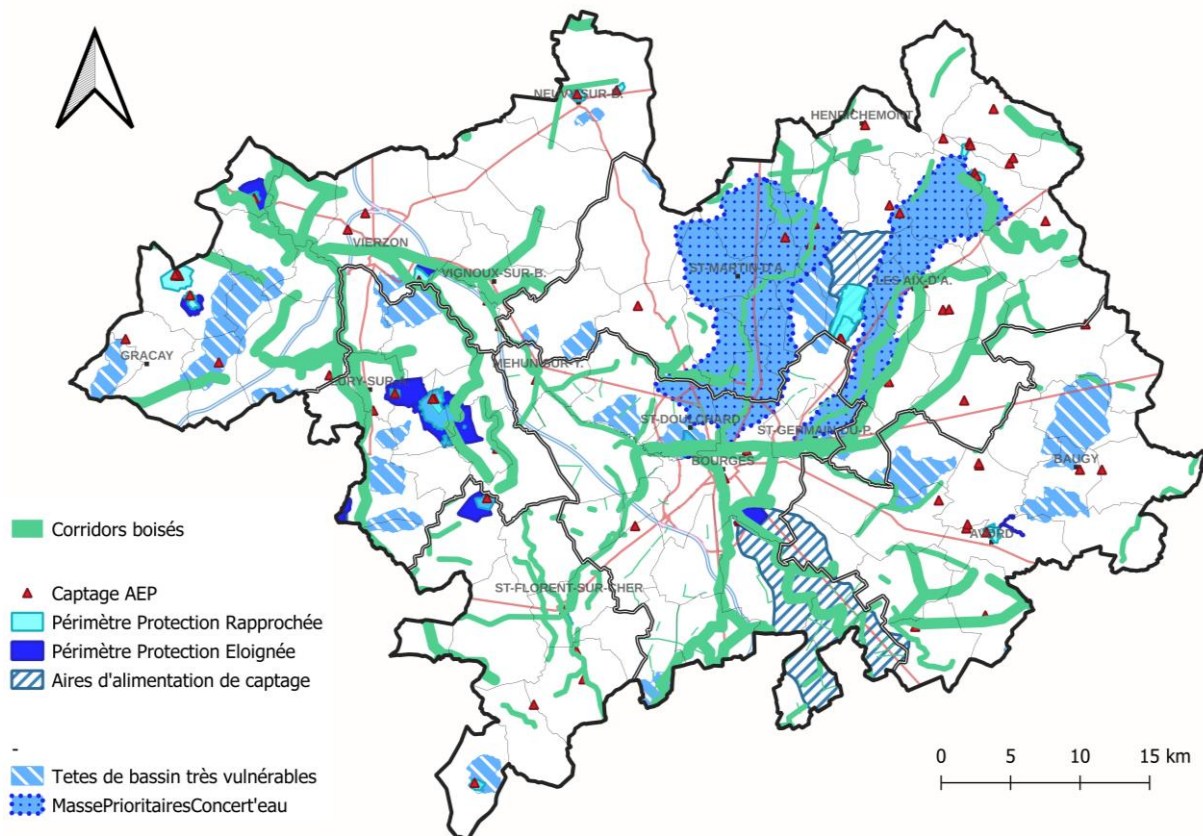 NEUVY-SUR-B.
HENRICHEMONT
VIERZON
VIGNOUX-SUR-B.
ST-MARTIN-D'A.
LES AIX-D'A.
GRACAY
MEHUN-SUR-Y.
ST-DOULCHARD
ST-GERMAIN-DU-P.
BOURGES
BAUGY
AVORD
ST-FLORENT-SUR-CHER
Corridors boisés
Captage AEP
Périmètre Protection Rapprochée
Périmètre Protection Eloignée
Aires d'alimentation de captage
-
Tetes de bassin très vulnérables
MassePrioritairesConcert'eau
0 5 10 15 km